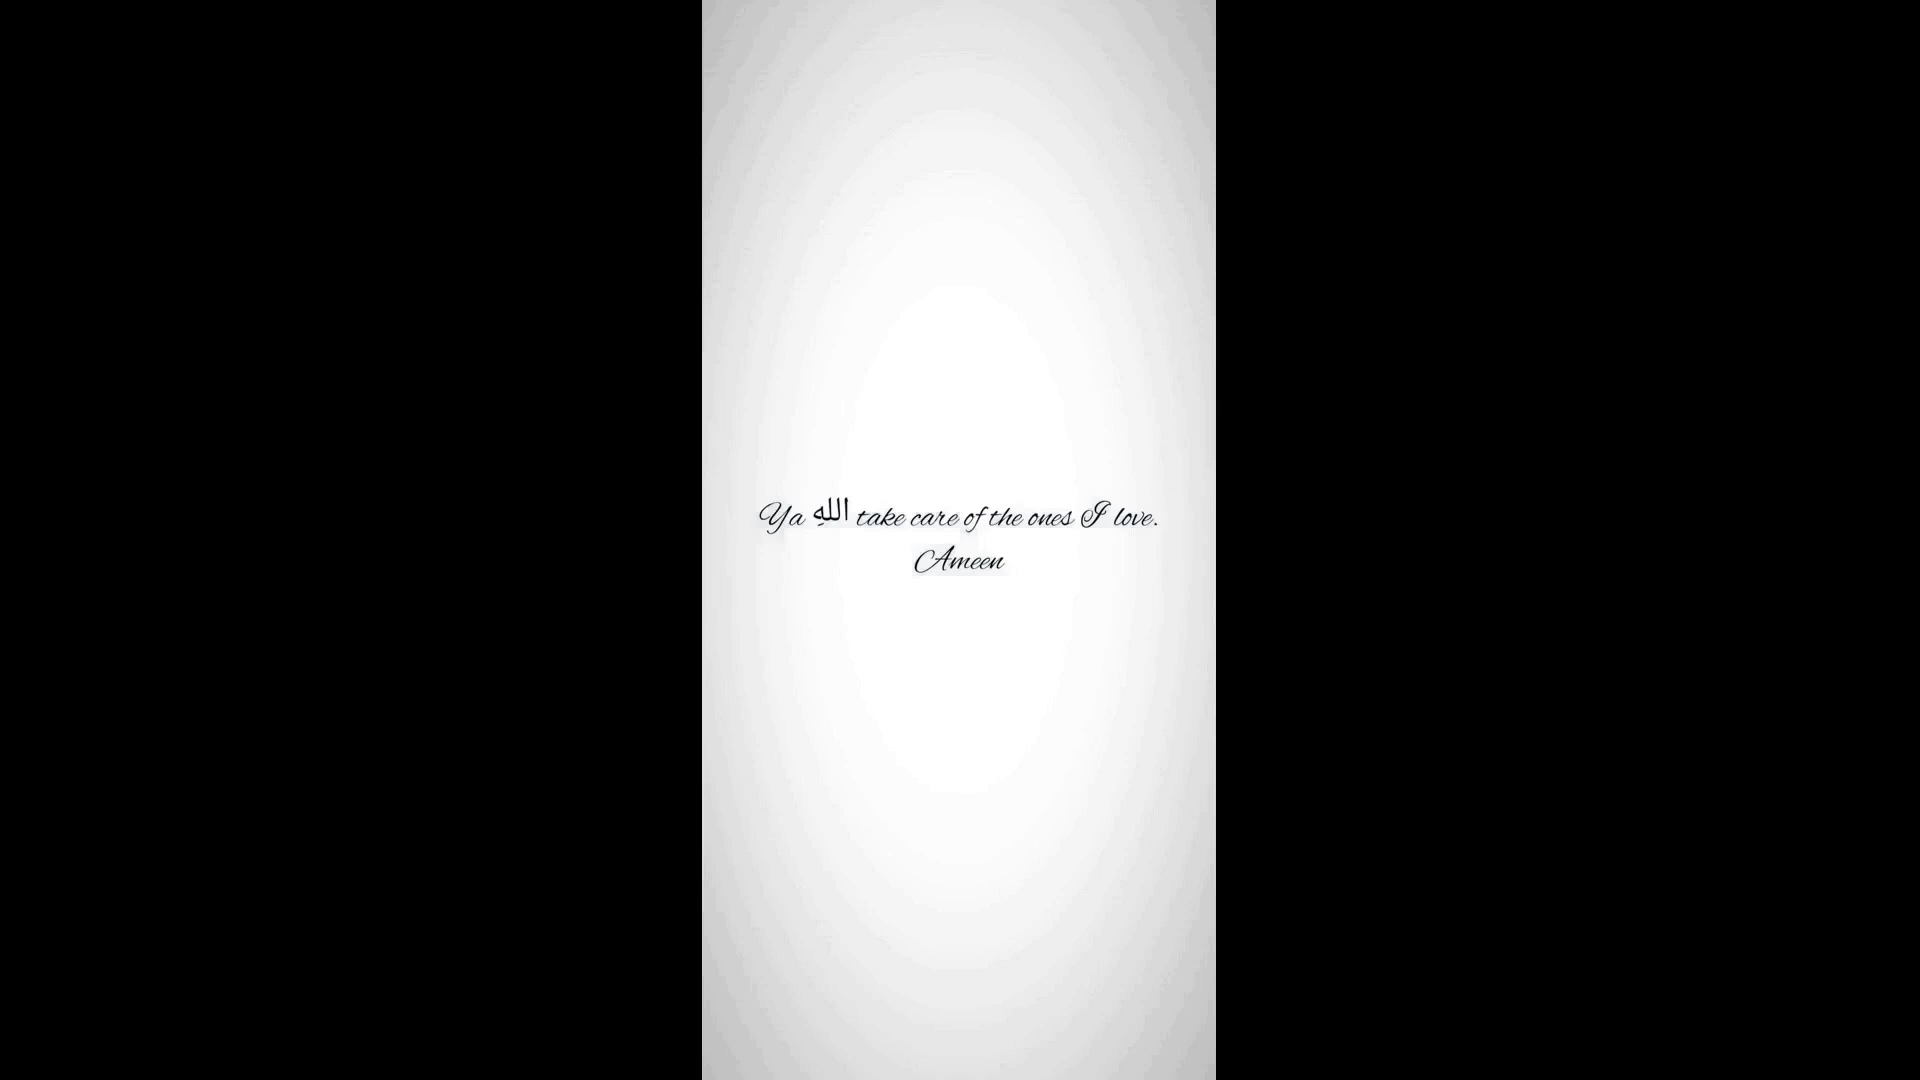 Ya اللهِ take care of the ones I love.
Ameen